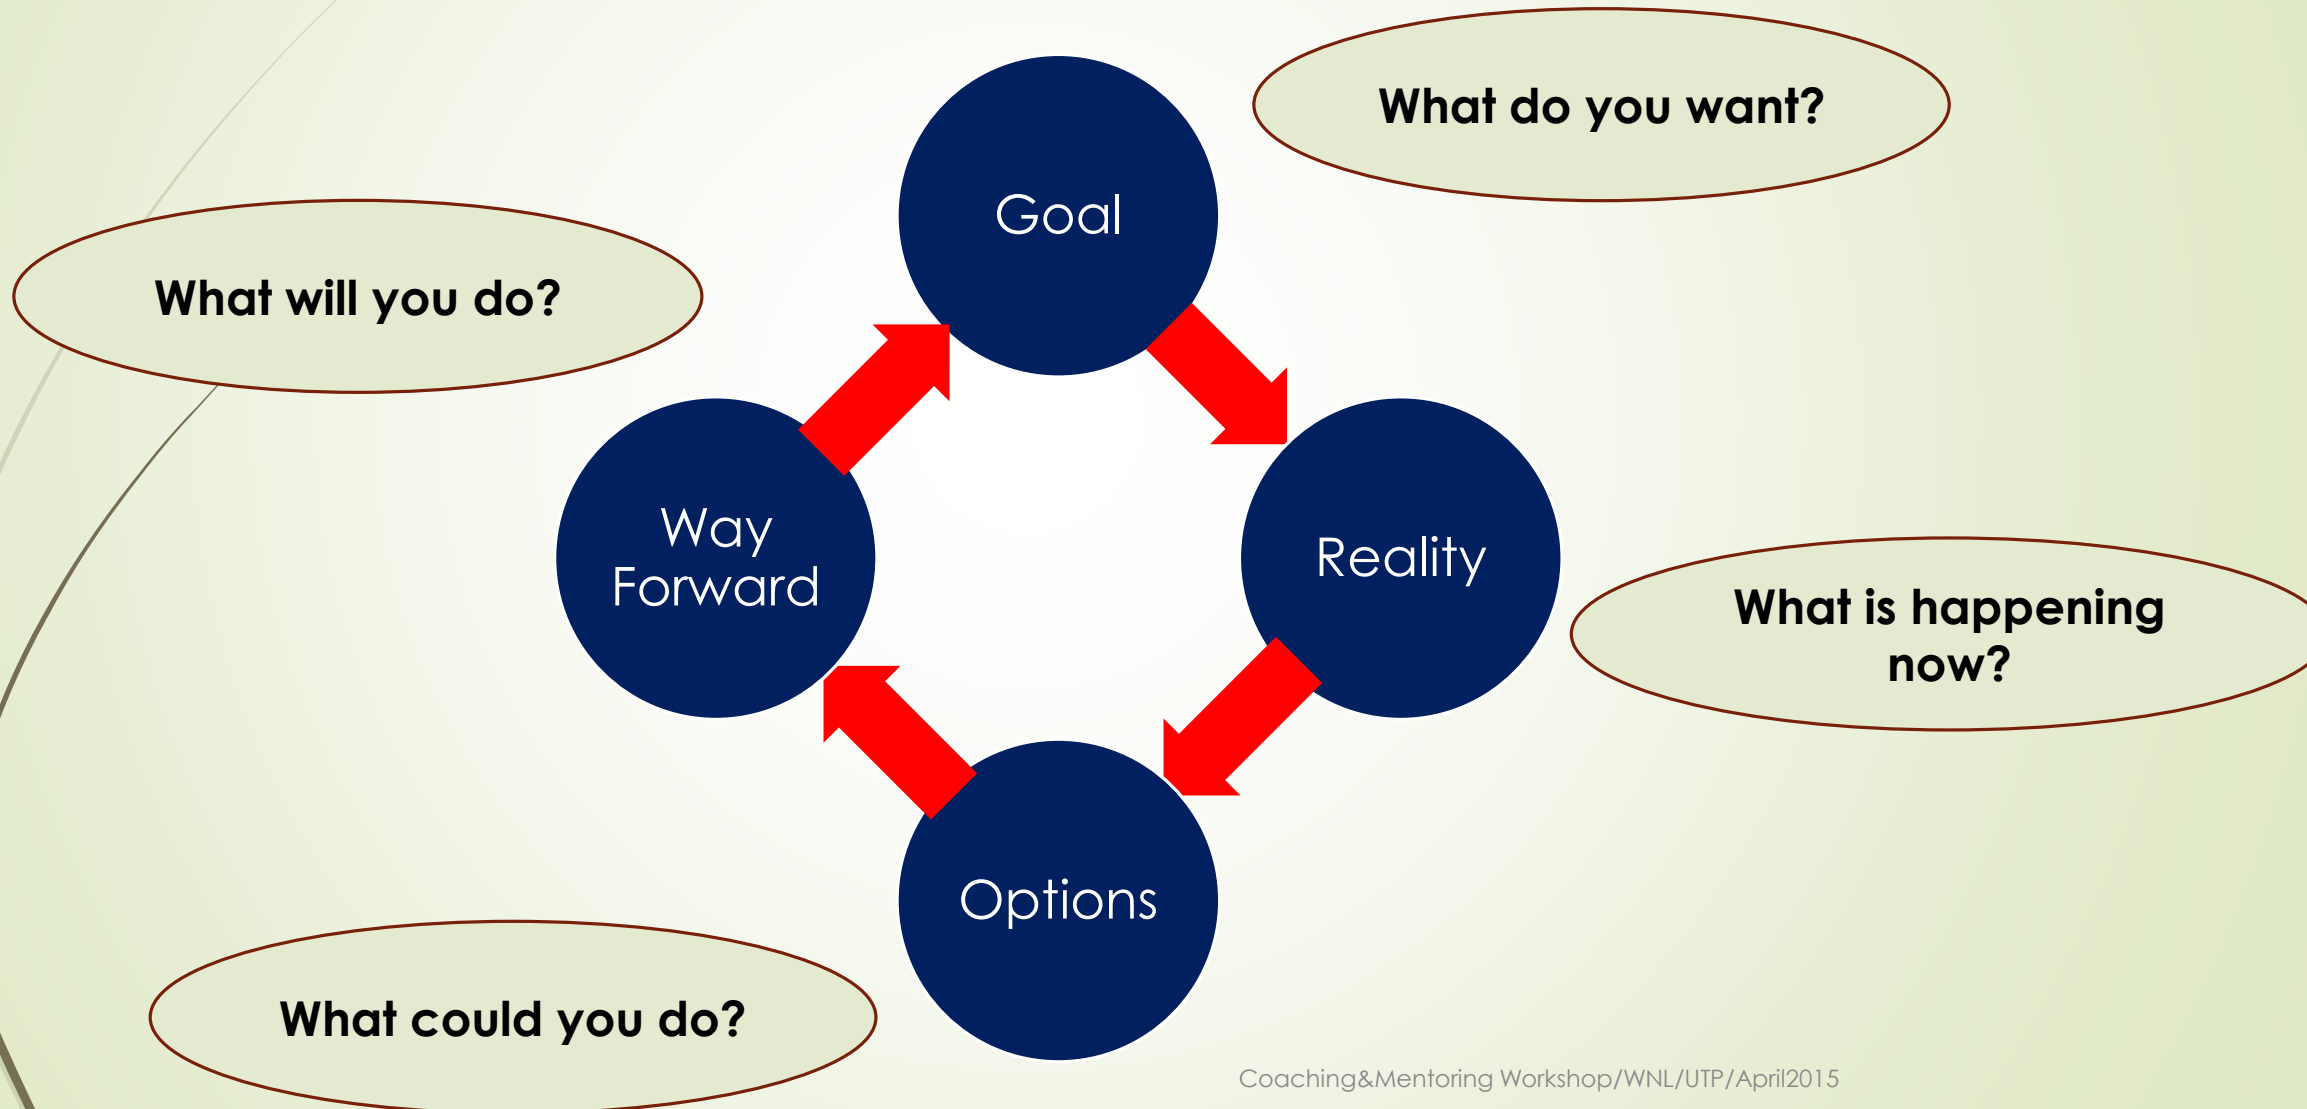 What do you want?
Goal
What will you do?
Way
Forward
Reality
What is happening
now?
Options
What could you do?
Coaching&Mentoring Workshop/WNL/UTP/April2015